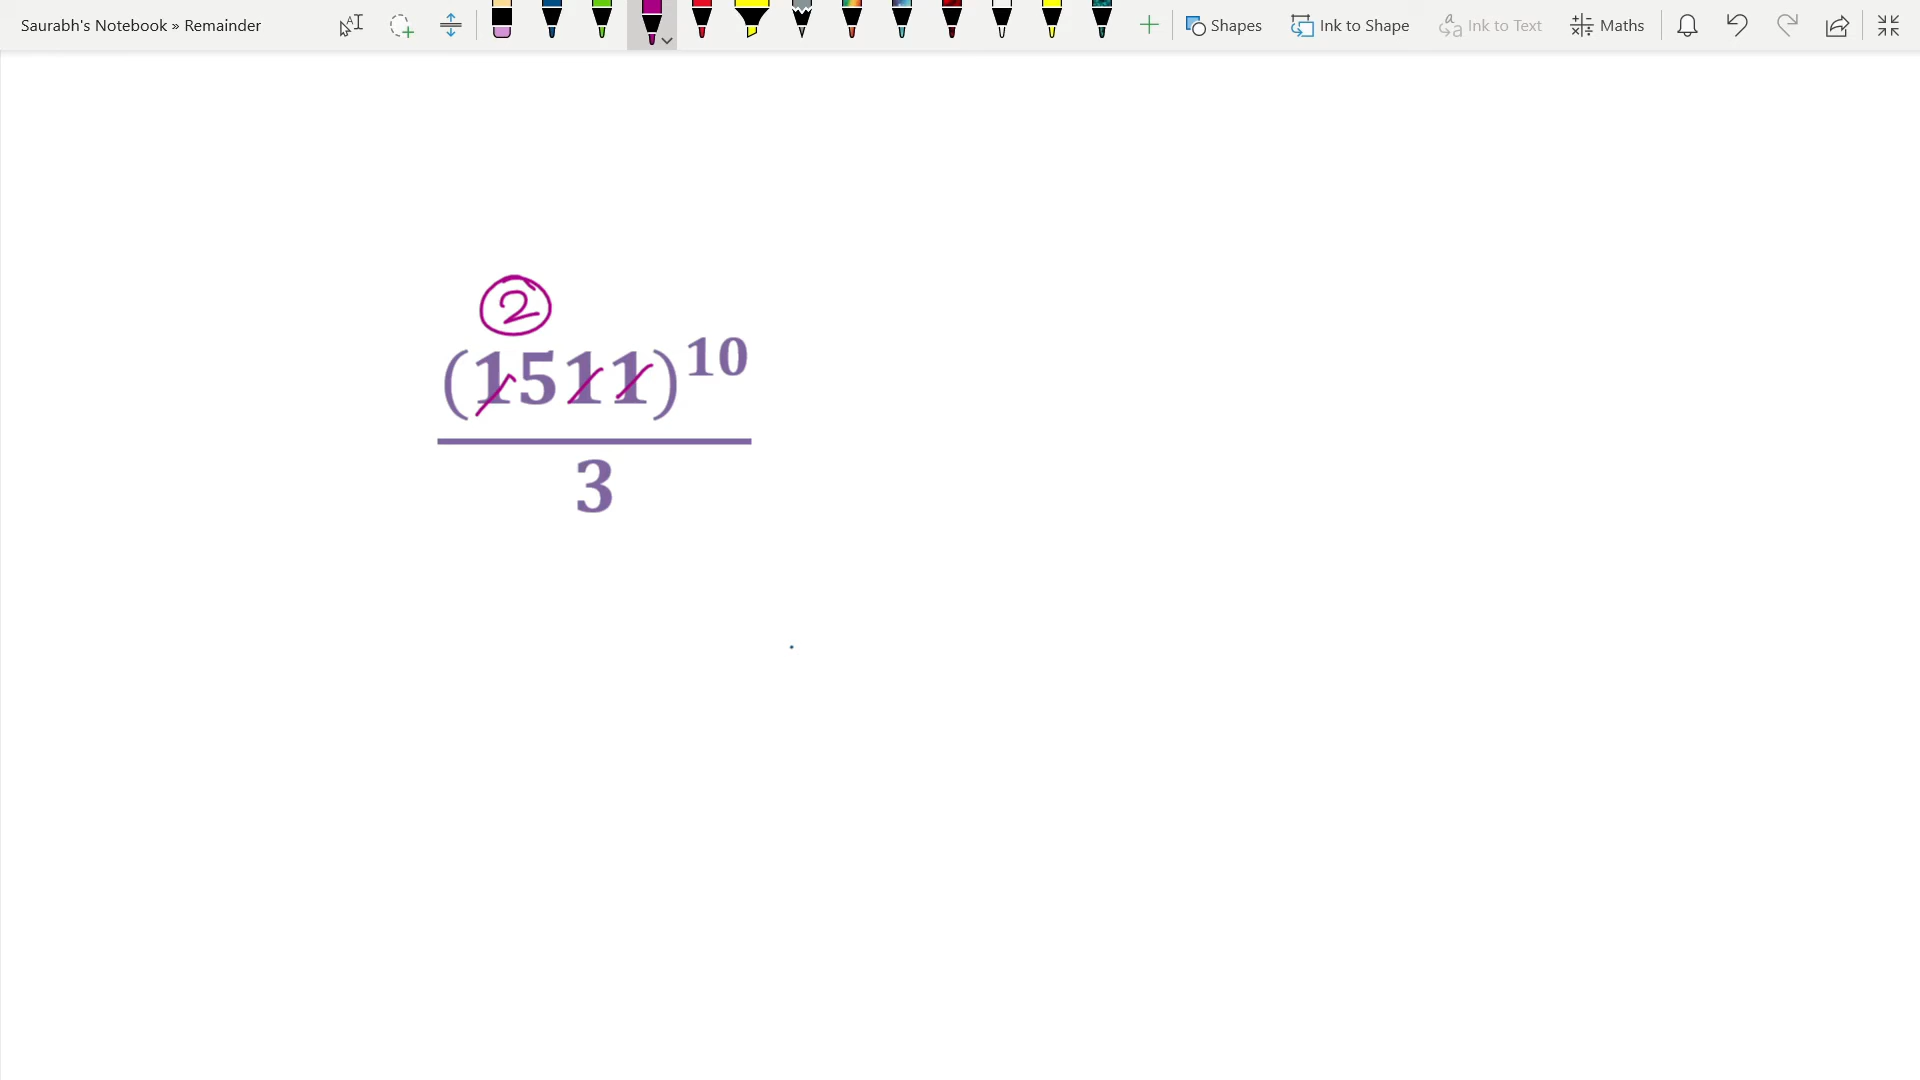 Saurabh's Notebook » Remainder
Shapes
Ink to Shape
Ink to Text
Maths
2
(1511)^10
3